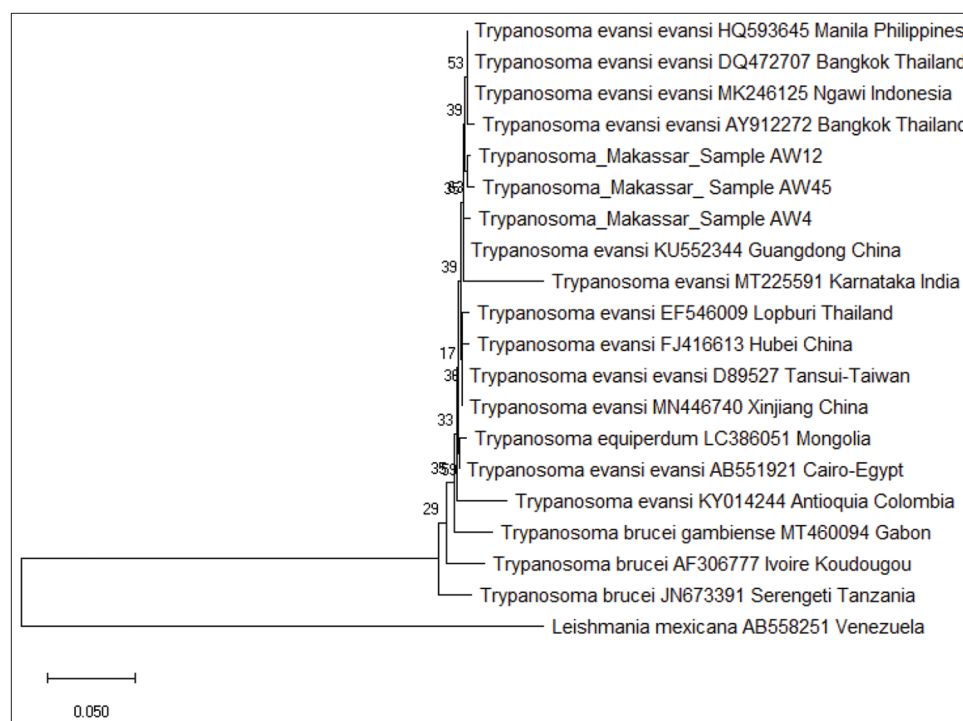 Trypanosoma evansi evansi HQ593645 Manila Philippines
53
Trypanosoma evansi evansi DQ472707 Bangkok Thailand
Trypanosoma evansi evansi MK246125 Ngawi Indonesia
39
Trypanosoma evansi evansi AY912272 Bangkok Thailand
Trypanosoma_Makassar_Sample AW12
Trypanosoma_Makassar_ Sample AW45
Trypanosoma_Makassar_Sample AW4
Trypanosoma evansi KU552344 Guangdong China
39
Trypanosoma evansi MT225591 Karnataka India
Trypanosoma evansi EF546009 Lopburi Thailand
Trypanosoma evansi FJ416613 Hubei China
17
Trypanosoma evansi evansi D89527 Tansui-Taiwan
Trypanosoma evansi MN446740 Xinjiang China
33
Trypanosoma equiperdum LC386051 Mongolia
Trypanosoma evansi evansi AB551921 Cairo-Egypt
Trypanosoma evansi KY014244 Antioquia Colombia
29
Trypanosoma brucei gambiense MT460094 Gabon
Trypanosoma brucei AF306777 Ivoire Koudougou
Trypanosoma brucei JN673391 Serengeti Tanzania
Leishmania mexicana AB558251 Venezuela
0.050